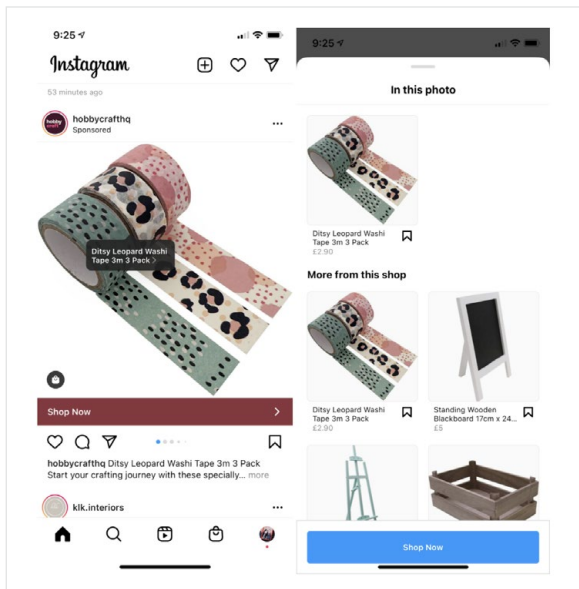 9:25
Instagram
53 minutes ago
hobby
craft
hobbycrafthq
Sponsored
Ditsy Leopard Washi
Tape 3m 3 Pack >
Shop Now
hobbycrafthq Ditsy Leopard Washi Tape 3m 3 Pack
Start your crafting journey with these specially... more
klk.interiors
9:25
In this photo
Ditsy Leopard Washi
Tape 3m 3 Pack
£2.90
More from this shop
Ditsy Leopard Washi
Tape 3m 3 Pack
£2.90
Standing Wooden
Blackboard 17cm x 24...
£5
Shop Now